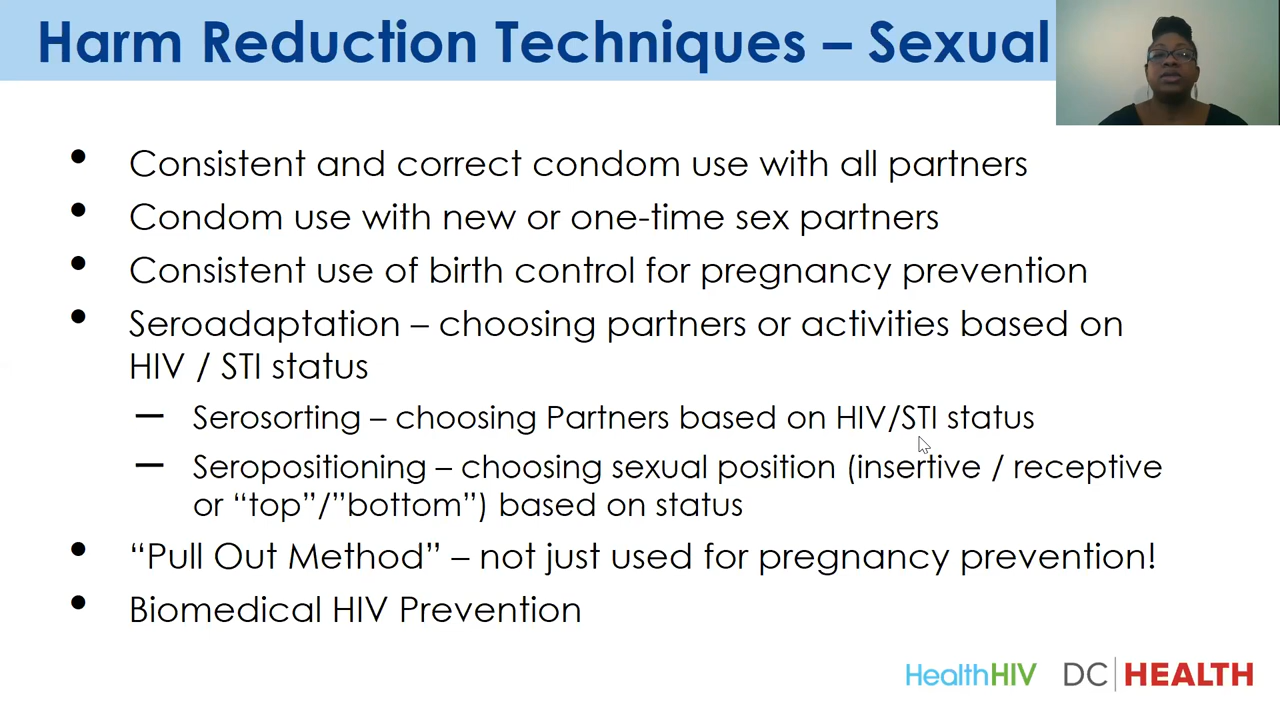 Harm Reduction Techniques – Sexual
• Consistent and correct condom use with all partners
• Condom use with new or one-time sex partners
• Consistent use of birth control for pregnancy prevention
• Seroadaptation – choosing partners or activities based on
HIV / STI status
– Serosorting – choosing Partners based on HIV/STI status
– Seropositioning – choosing sexual position (insertive / receptive
or “top”/”bottom”) based on status
• “Pull Out Method” – not just used for pregnancy prevention!
• Biomedical HIV Prevention
HealthHIV DC HEALTH